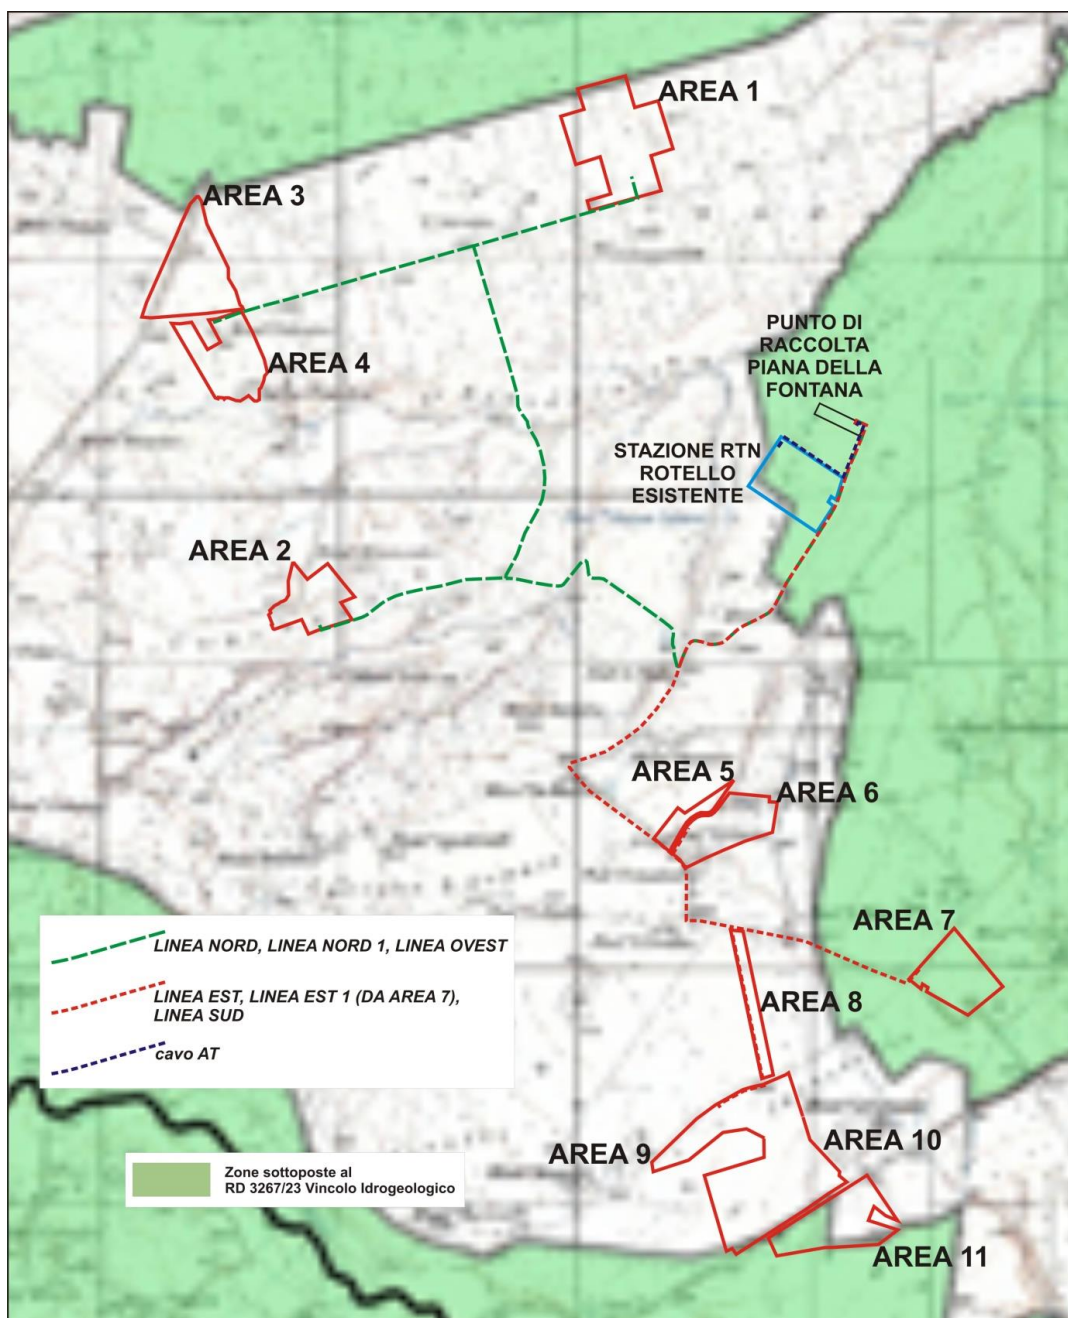 AREA 1
AREA 3
PUNTO DI
RACCOLTA
PIANA DELLA
FONTANA
AREA 4
STAZIONE RTN
ROTELLO
ESISTENTE
AREA 2
AREA 5
AREA 6
AREA 7
LINEA NORD, LINEA NORD 1, LINEA OVEST
LINEA EST, LINEA EST 1 (DA AREA 7),
LINEA SUD
cavo AT
AREA 8
AREA 9
AREA 10
Zone sottoposte al
RD 3267/23 Vincolo Idrogeologico
AREA 11